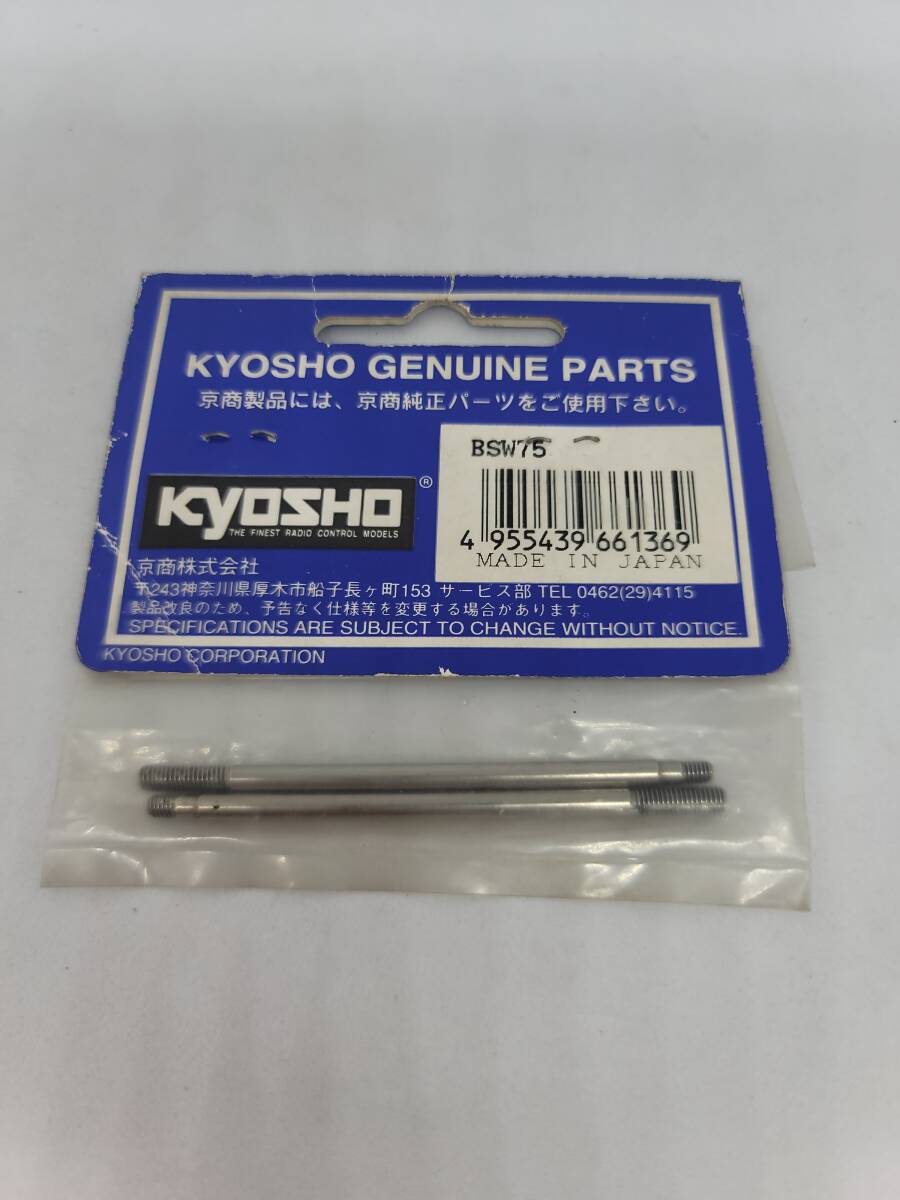 KYOSHO GENUINE PARTS
京商製品には、京商純正パーツをご使用下さい。
BSW75
KYOSHO®
THE FINEST RADIO CONTROL MODELS
4 955439 661369
MADE IN JAPAN
京商株式会社
〒243神奈川県厚木市船子長ヶ町153 サービス部 TEL 0462(29)4115
製品改良のため、予告なく仕様等を変更する場合があります。
SPECIFICATIONS ARE SUBJECT TO CHANGE WITHOUT NOTICE.
KYOSHO CORPORATION